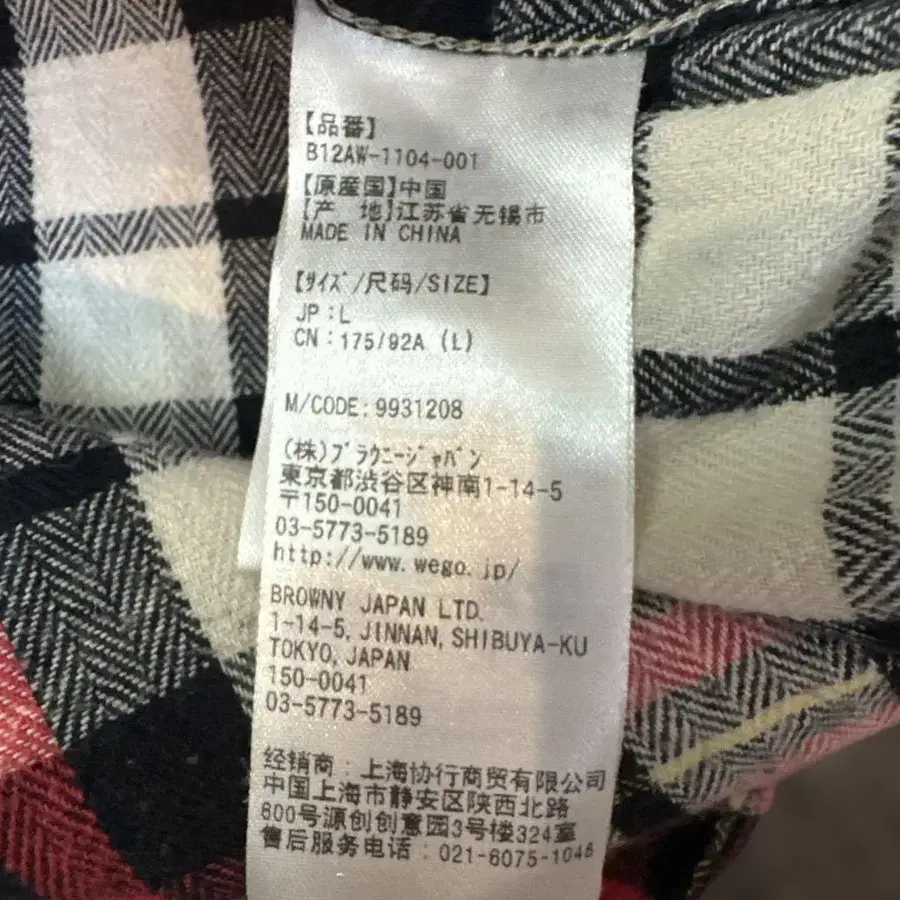 【品番】
B12AW-1104-001
【原産国】中国
【产 地】江苏省无锡市
MADE IN CHINA
【ｻｲｽﾞ/尺码/SIZE】
JP:L
CN:175/92A (L)
M/CODE:9931208
(株)ﾌﾞﾗｳﾆｰｼﾞｬﾊﾟﾝ
東京都渋谷区神南1-14-5
〒150-0041
03-5773-5189
http://www.wego.jp/
BROWNY JAPAN LTD.
1-14-5, JINNAN, SHIBUYA-KU
TOKYO, JAPAN
150-0041
03-5773-5189
经销商：上海协行商贸有限公司
中国上海市静安区陕西北路
600号源创创意园3号楼324室
售后服务电话：021-6075-1046